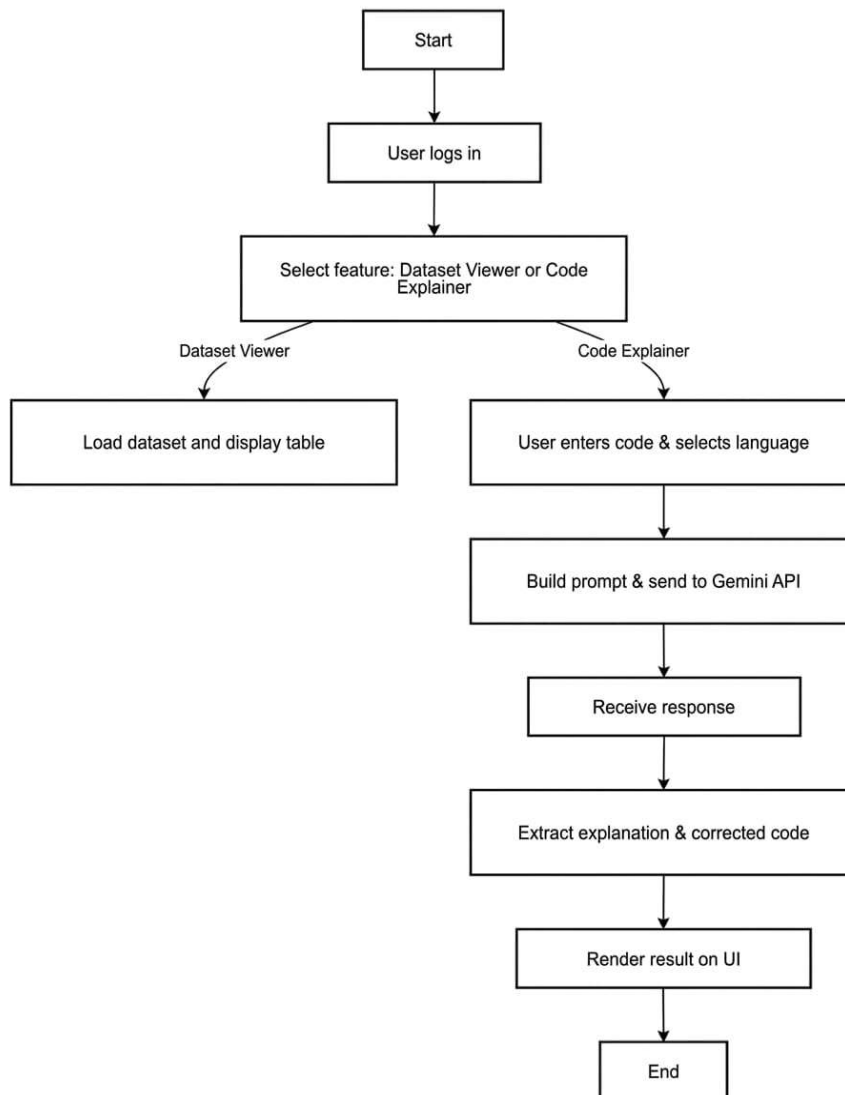 Start
User logs in
Select feature: Dataset Viewer or Code
Explainer
Dataset Viewer
Code Explainer
Load dataset and display table
User enters code & selects language
Build prompt & send to Gemini API
Receive response
Extract explanation & corrected code
Render result on UI
End